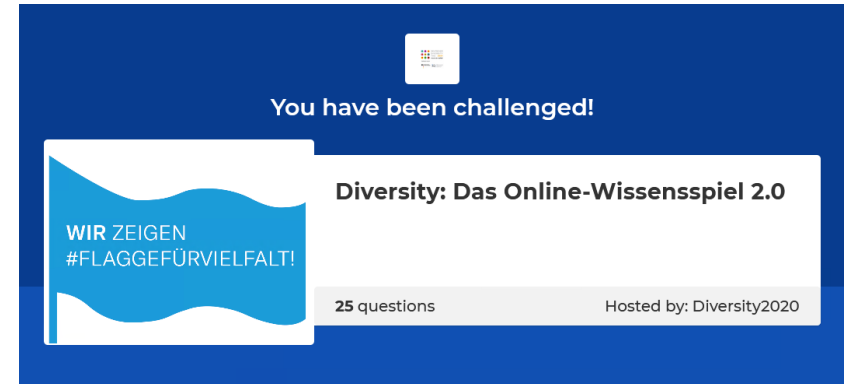 You have been challenged!
Diversity: Das Online-Wissensspiel 2.0
WIR ZEIGEN
#FLAGGEFÜRVIELFALT!
25 questions
Hosted by: Diversity2020